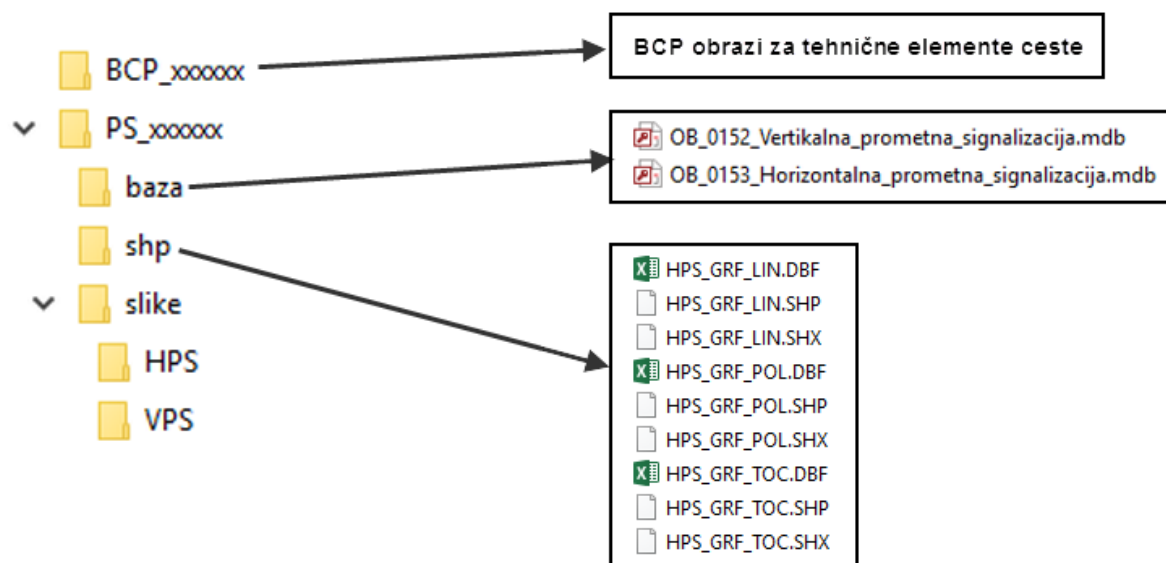 BCP_xxxxxx
PS_xxxxxx
baza
shp
slike
HPS
VPS
BCP obrazi za tehnične elemente ceste
OB_0152_Vertikalna_prometna_signalizacija.mdb
OB_0153_Horizontalna_prometna_signalizacija.mdb
HPS_GRF_LIN.DBF
HPS_GRF_LIN.SHP
HPS_GRF_LIN.SHX
HPS_GRF_POL.DBF
HPS_GRF_POL.SHP
HPS_GRF_POL.SHX
HPS_GRF_TOC.DBF
HPS_GRF_TOC.SHP
HPS_GRF_TOC.SHX